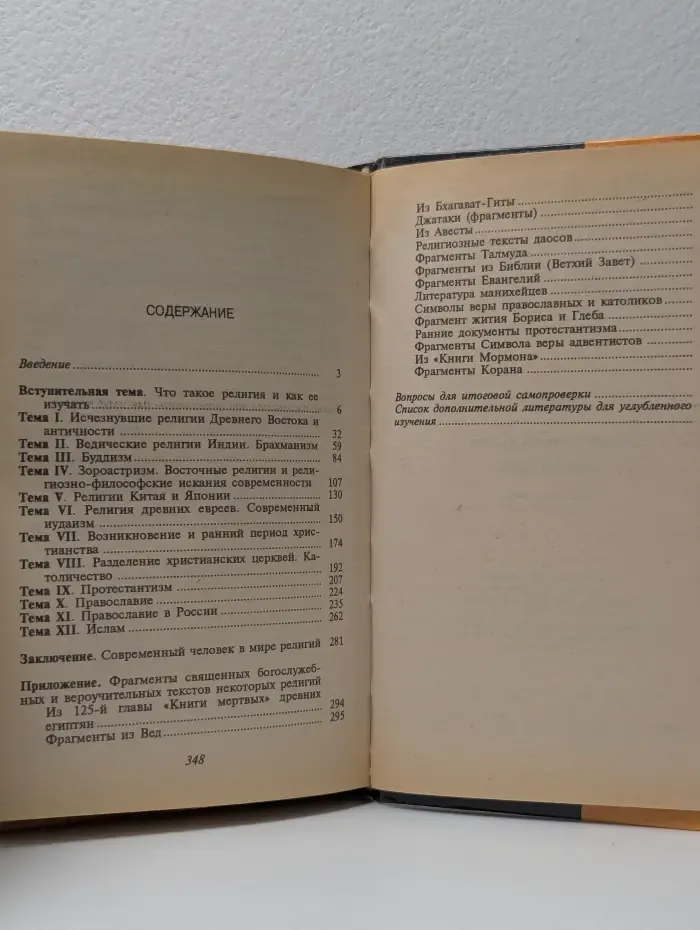 СОДЕРЖАНИЕ
Введение ........ 3
Вступительная тема. Что такое религия и как ее
изучать ........ 6
Тема I. Исчезнувшие религии Древнего Востока и
античности ........ 32
Тема II. Ведические религии Индии. Брахманизм 59
Тема III. Буддизм ........ 84
Тема IV. Зороастризм. Восточные религии и рели-
гиозно-философские искания современности 107
Тема V. Религии Китая и Японии ........ 130
Тема VI. Религия древних евреев. Современный
иудаизм ........ 150
Тема VII. Возникновение и ранний период хрис-
тианства ........ 174
Тема VIII. Разделение христианских церквей. Ка-
толичество ........ 192
Тема IX. Протестантизм ........ 207
Тема X. Православие ........ 224
Тема XI. Православие в России ........ 235
Тема XII. Ислам ........ 262
Заключение. Современный человек в мире религий 281
Приложение. Фрагменты священных богослужеб-
ных и вероучительных текстов некоторых религий
Из 125-й главы «Книги мертвых» древних
египтян ........ 294
Фрагменты из Вед ........ 295
348
Из Бхагават-Гиты ........
Джатаки (фрагменты) ........
Из Авесты ........
Религиозные тексты даосов ........
Фрагменты Талмуда ........
Фрагменты из Библии (Ветхий Завет) ........
Фрагменты Евангелий ........
Литература манихейцев ........
Символы веры православных и католиков ........
Фрагмент жития Бориса и Глеба ........
Ранние документы протестантизма ........
Фрагменты Символа веры адвентистов ........
Из «Книги Мормона» ........
Фрагменты Корана ........
Вопросы для итоговой самопроверки ........
Список дополнительной литературы для углубленного
изучения ........